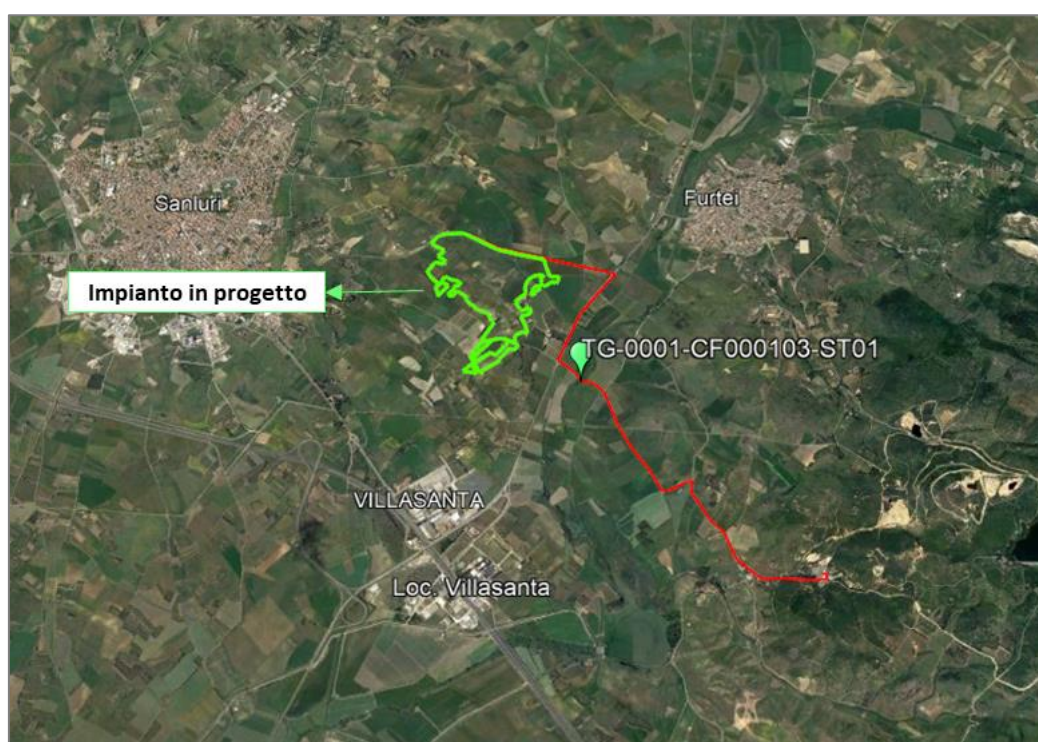 Sanluri
Furtei
Impianto in progetto
TG-0001-CF000103-ST01
VILLASANTA
Loc. Villasanta